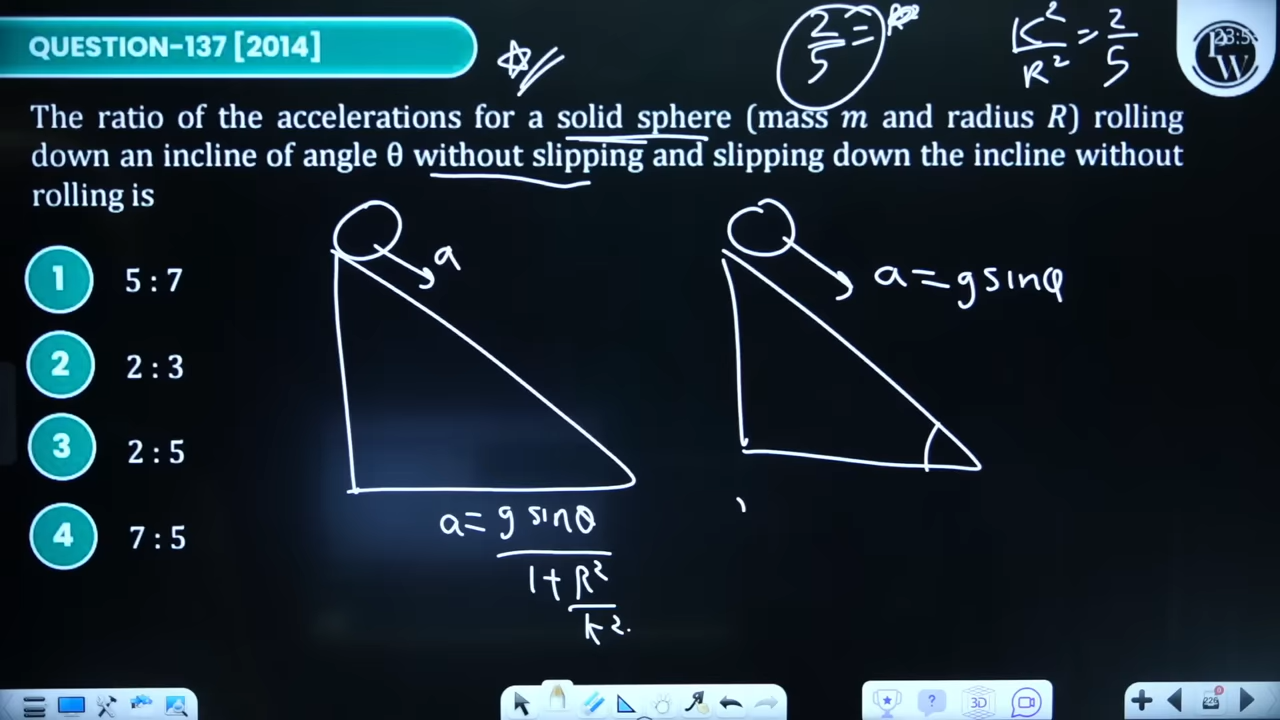 QUESTION-137 [2014]
2/5 =
K²/R² = 2/5
The ratio of the accelerations for a solid sphere (mass m and radius R) rolling
down an incline of angle θ without slipping and slipping down the incline without
rolling is
1 5 : 7
2 2 : 3
3 2 : 5
4 7 : 5
a
a = g sinθ
a = g sinθ
1 + R²
K²
3D
226